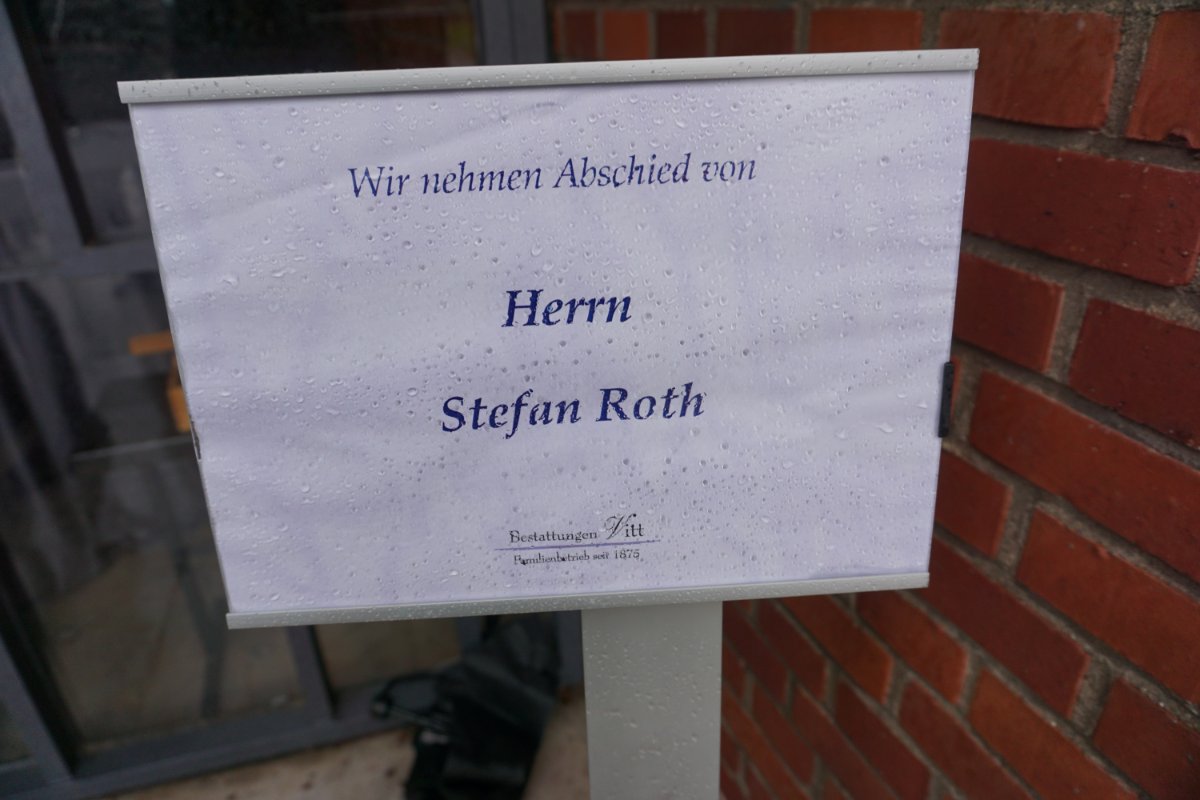 Wir nehmen Abschied von
Herrn
Stefan Roth
Bestattungen Vitt
Familienbetrieb seit 1875